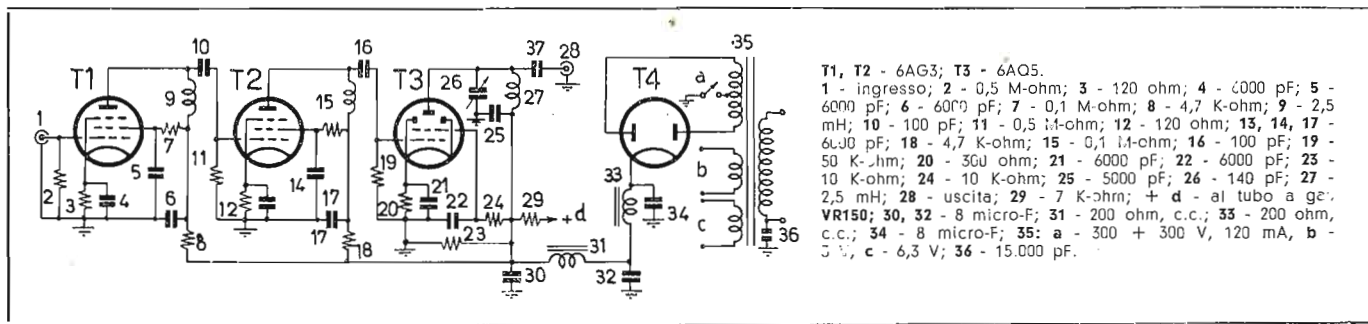 T1
T2
T3
T4
1
2
3
4
5
6
7
8
9
10
11
12
14
15
16
17
17
18
19
20
21
22
23
24
25
26
27
28
29
+ d
30
31
32
33
34
35
a
b
c
36
37
T1, T2 - 6AG3; T3 - 6AQ5.
1 - ingresso; 2 - 0,5 M-ohm; 3 - 120 ohm; 4 - 6000 pF; 5 -
6000 pF; 6 - 6000 pF; 7 - 0,1 M-ohm; 8 - 4,7 K-ohm; 9 - 2,5
mH; 10 - 100 pF; 11 - 0,5 M-ohm; 12 - 120 ohm; 13, 14, 17 -
6000 pF; 18 - 4,7 K-ohm; 15 - 0,1 M-ohm; 16 - 100 pF; 19 -
50 K-ohm; 20 - 300 ohm; 21 - 6000 pF; 22 - 6000 pF; 23 -
10 K-ohm; 24 - 10 K-ohm; 25 - 5000 pF; 26 - 140 pF; 27 -
2,5 mH; 28 - uscita; 29 - 7 K-ohm; + d - al tubo a gas
VR150; 30, 32 - 8 micro-F; 31 - 200 ohm, c.c.; 33 - 200 ohm,
c.c.; 34 - 8 micro-F; 35: a - 300 + 300 V, 120 mA, b -
5 V, c - 6,3 V; 36 - 15.000 pF.